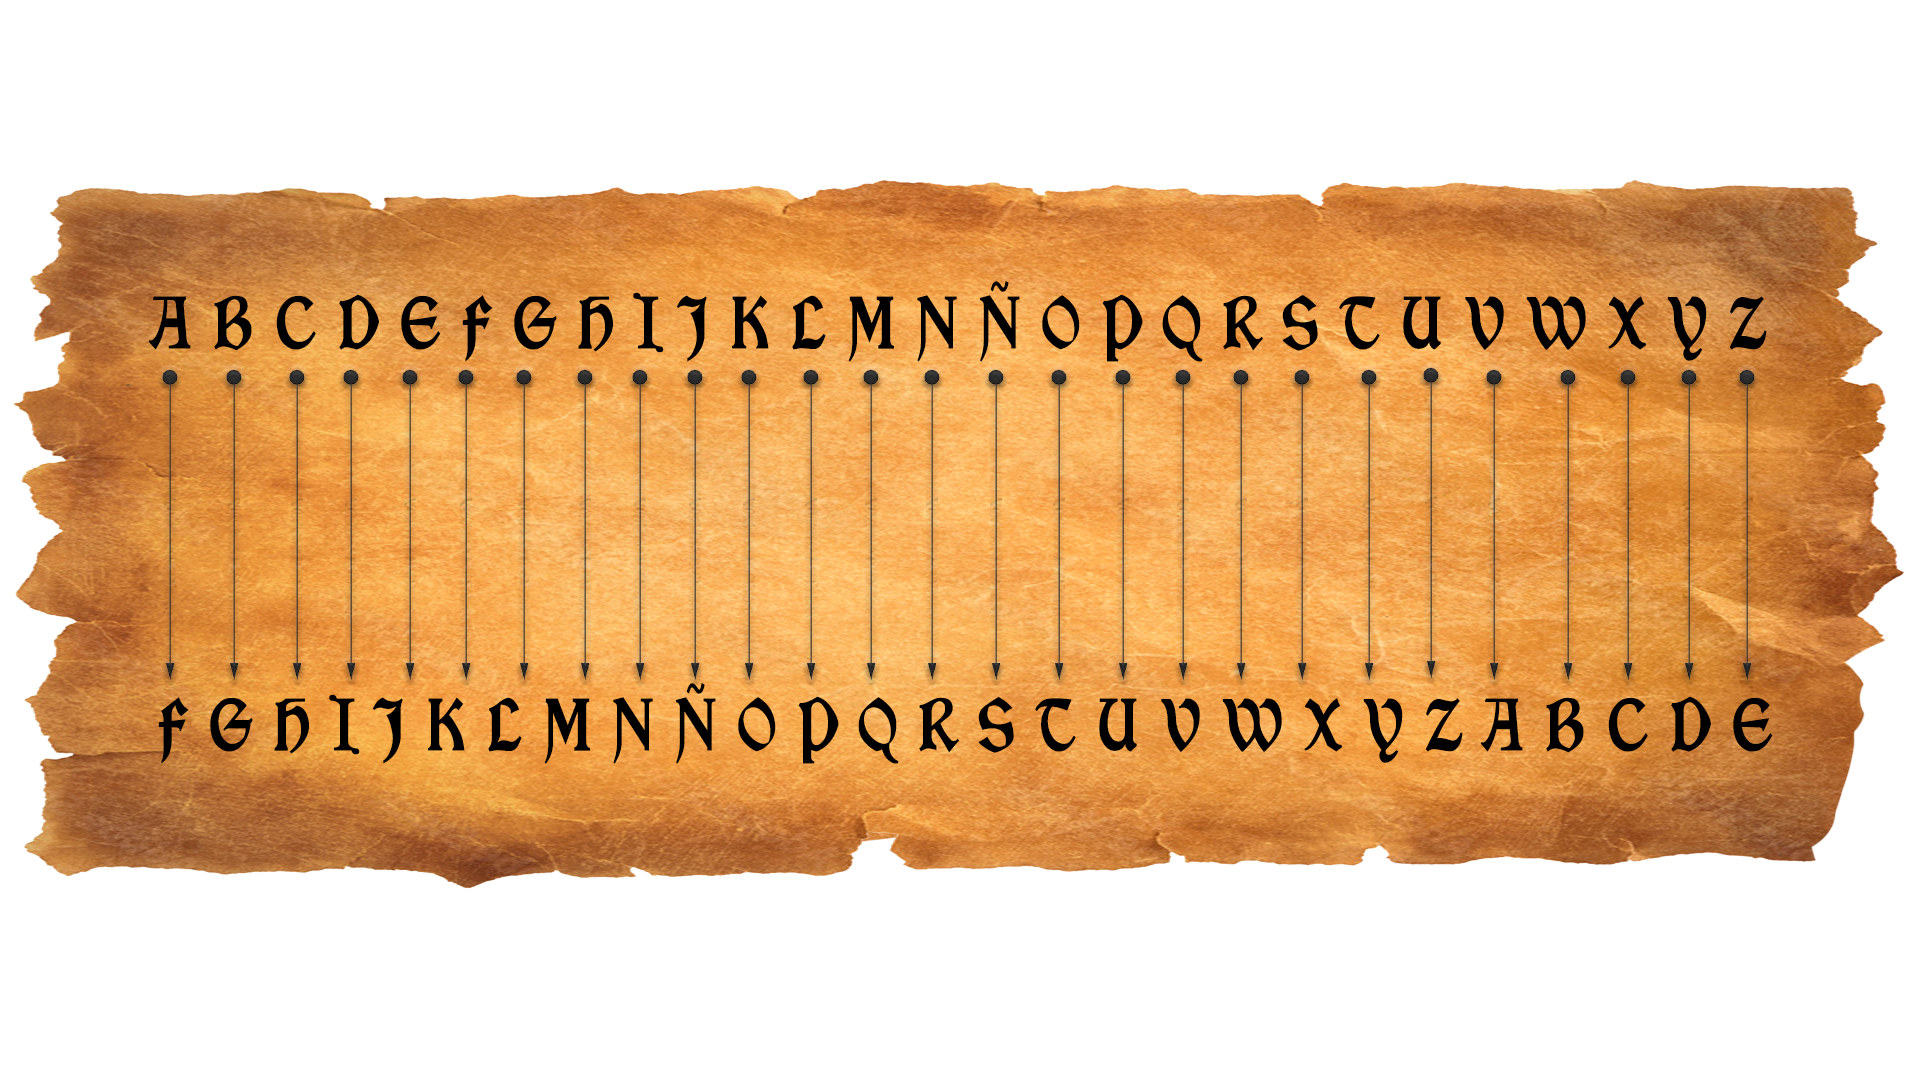 A B C D E F G H I J K L M N Ñ O P Q R S T U V W X Y Z
F G H I J K L M N Ñ O P Q R S T U V W X Y Z A B C D E